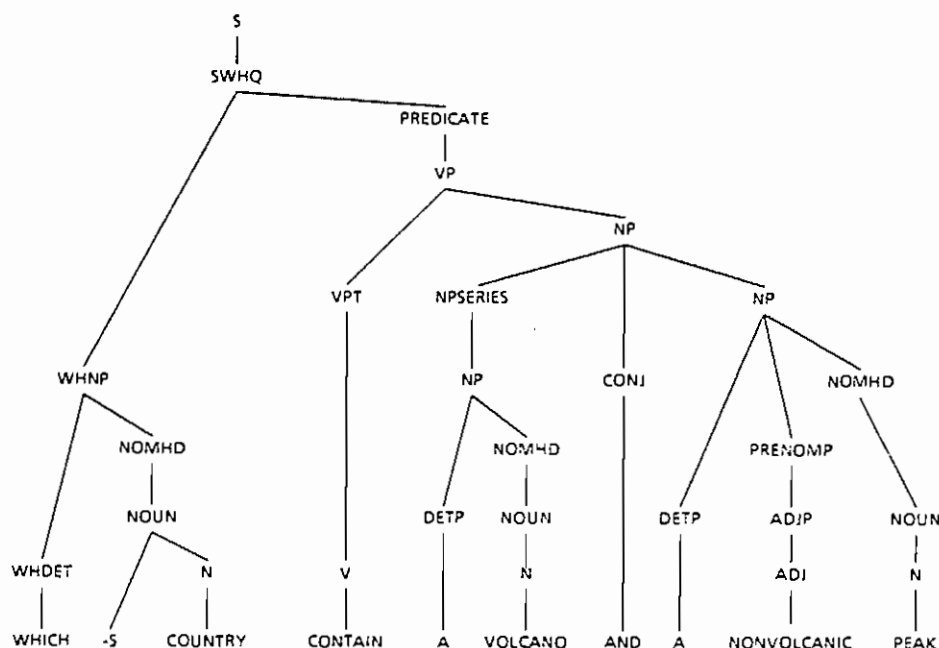 S
SWHQ
PREDICATE
VP
NP
VPT NPSERIES NP
WHNP NP CONJ NOMHD
NOMHD NOMHD PRENOMP
NOUN DETP NOUN DETP ADJP NOUN
WHDET N V N ADJ N
WHICH -S COUNTRY CONTAIN A VOLCANO AND A NONVOLCANIC PEAK